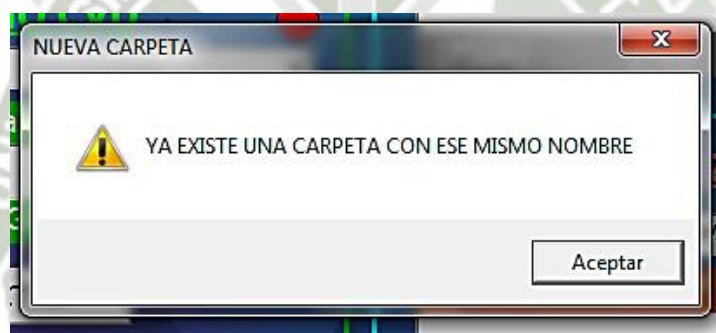 NUEVA CARPETA
YA EXISTE UNA CARPETA CON ESE MISMO NOMBRE
Aceptar